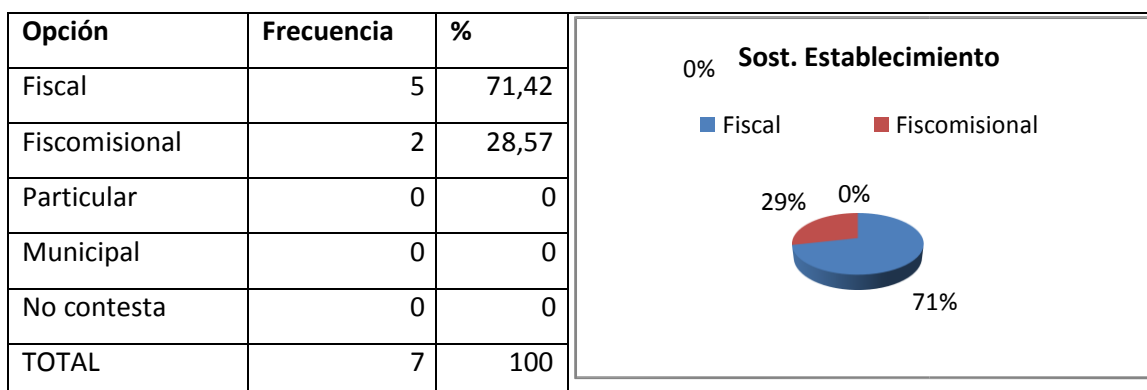 Opción Frecuencia %
Fiscal 5 71,42
Fiscomisional 2 28,57
Particular 0 0
Municipal 0 0
No contesta 0 0
TOTAL 7 100
0% Sost. Establecimiento
Fiscal Fiscomisional
29% 0%
71%